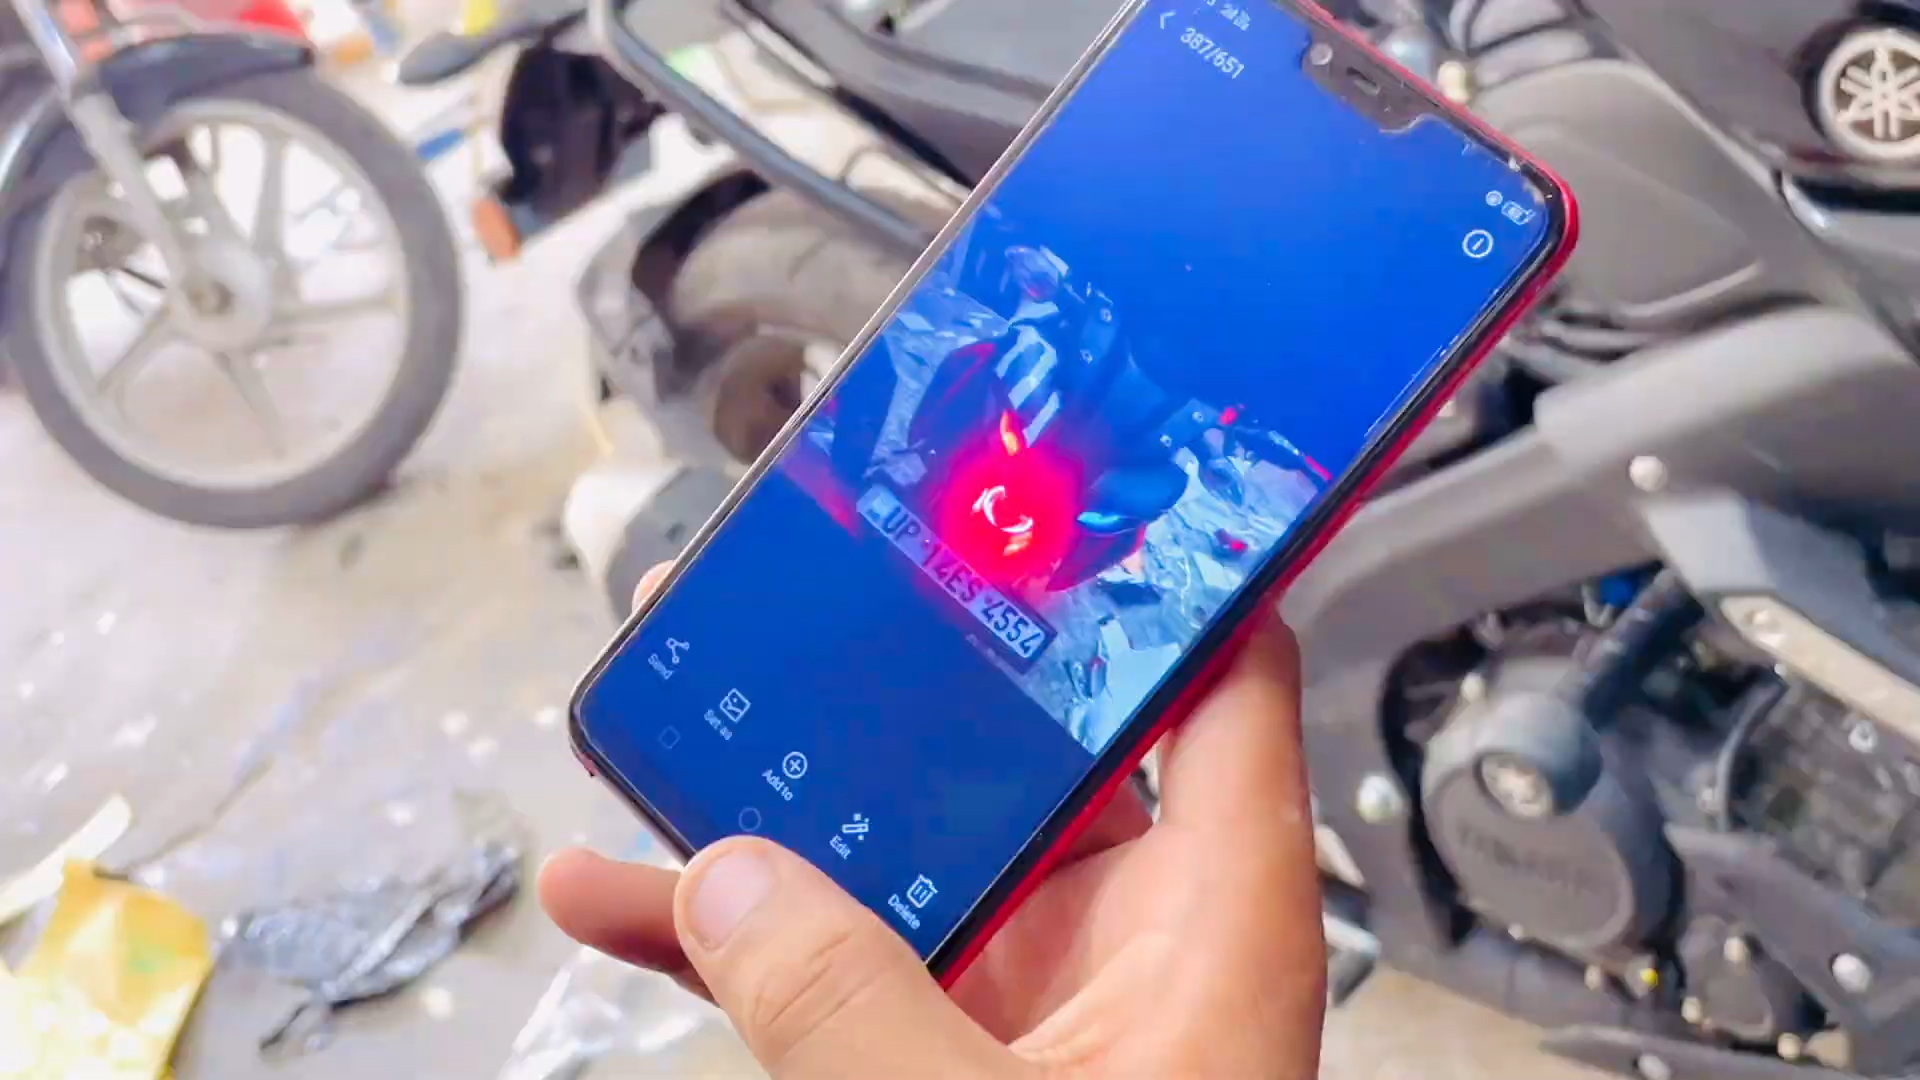 387/651
UP 14ES 4554
Send
Set as
Add to
Edit
Delete